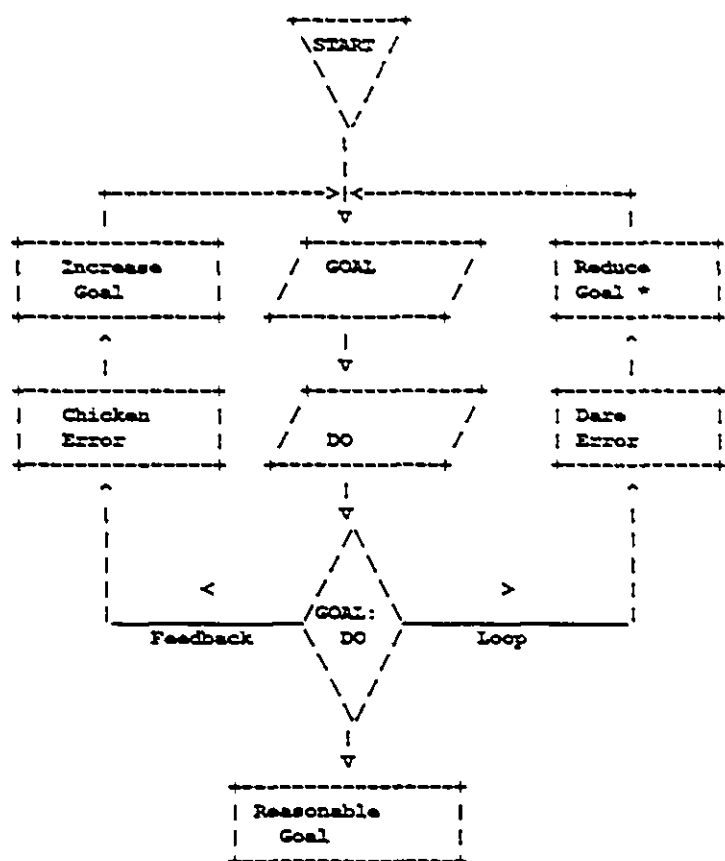 START
Increase
Goal
GOAL
Reduce
Goal *
Chicken
Error
DO
Dare
Error
<
>
GOAL:
DO
Feedback
Loop
Reasonable
Goal